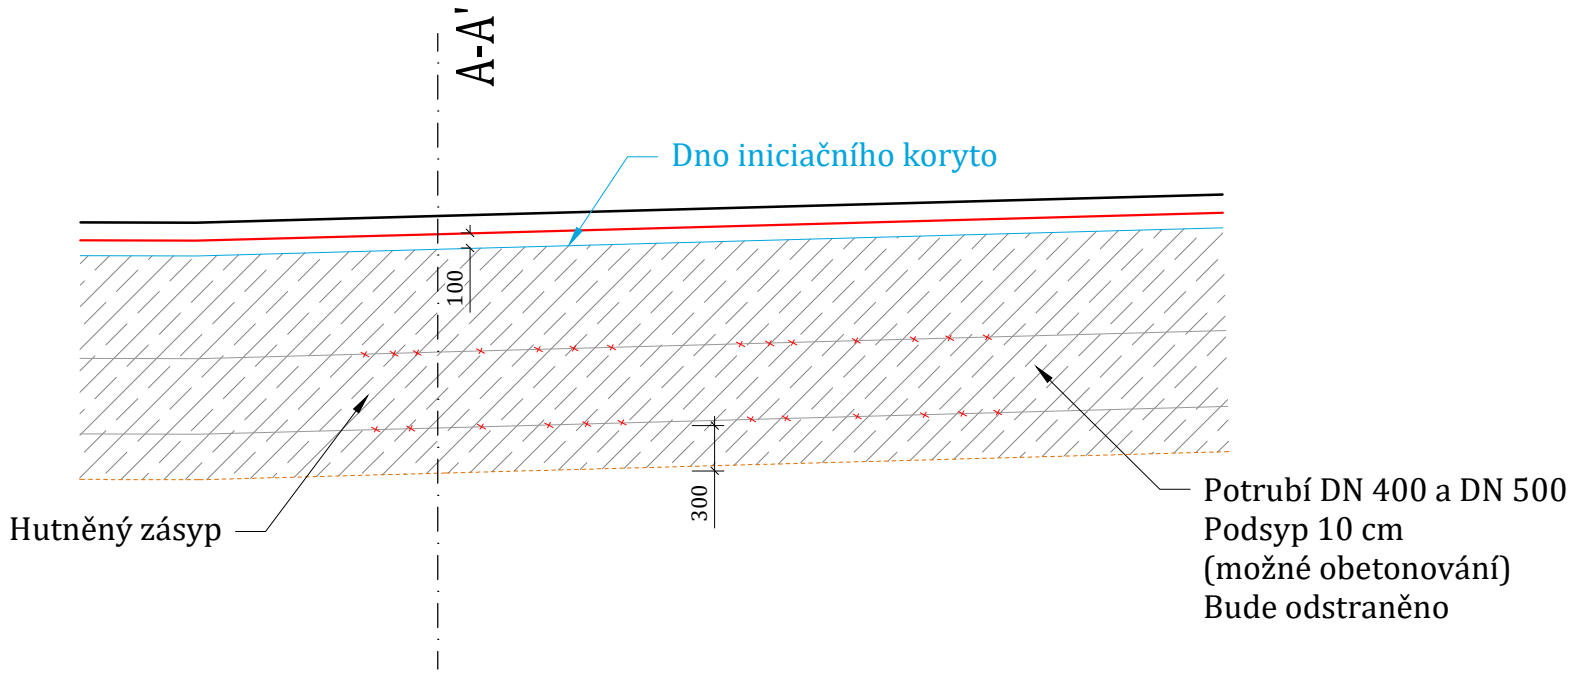 A-A'
Dno iniciačního koryto
100
300
Hutněný zásyp
Potrubí DN 400 a DN 500
Podsyp 10 cm
(možné obetonování)
Bude odstraněno